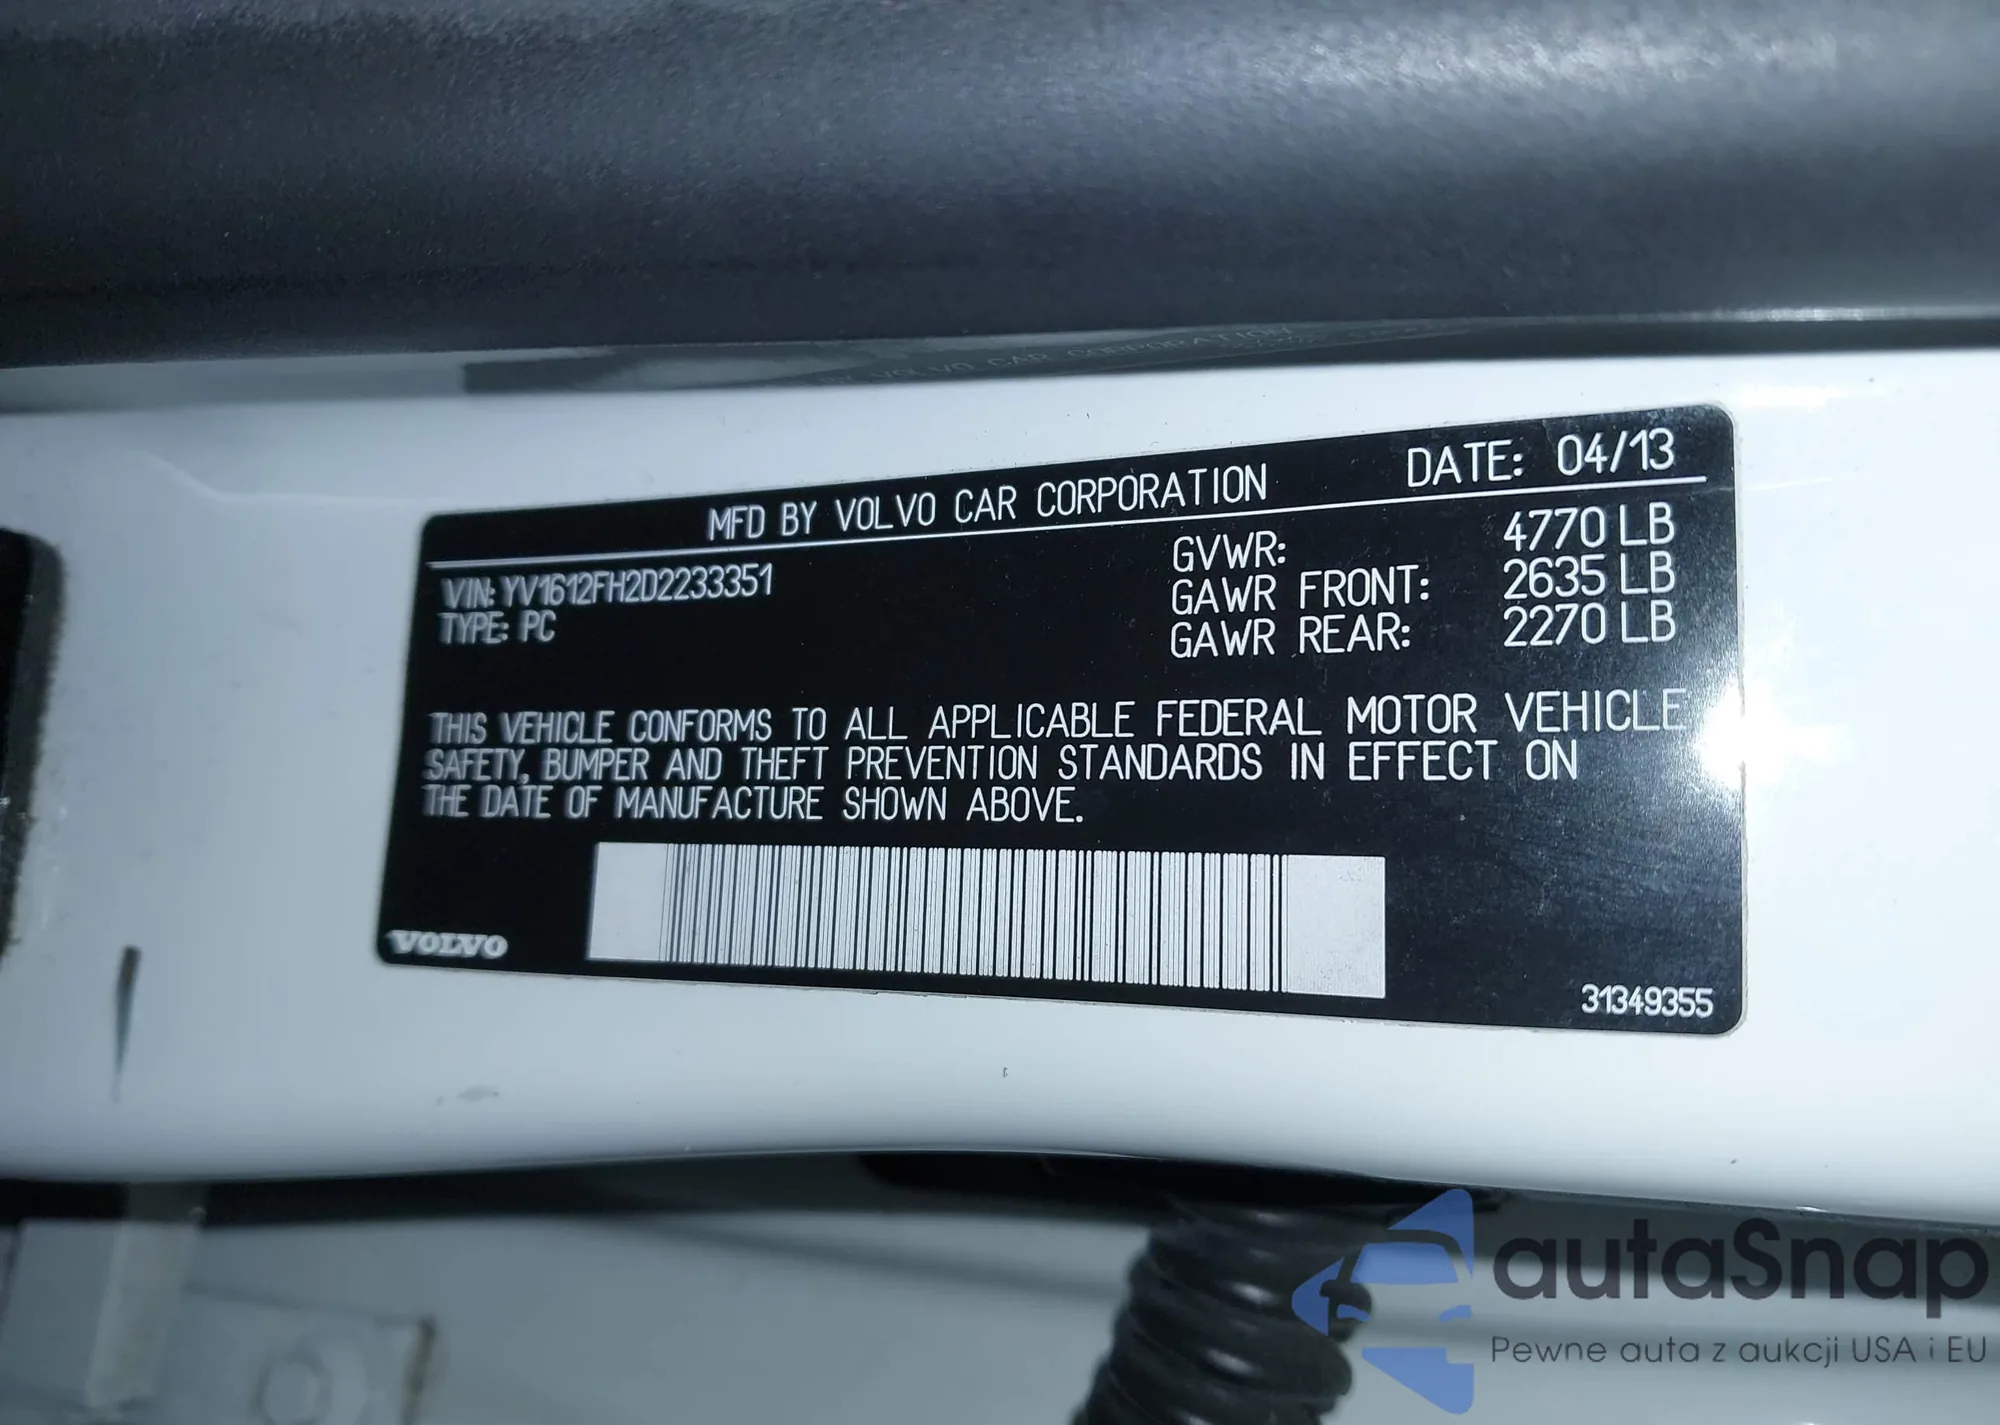 MFD BY VOLVO CAR CORPORATION DATE: 04/13
VIN: YV1612FH2D2233351
TYPE: PC
GVWR: 4770 LB
GAWR FRONT: 2635 LB
GAWR REAR: 2270 LB
THIS VEHICLE CONFORMS TO ALL APPLICABLE FEDERAL MOTOR VEHICLE
SAFETY, BUMPER AND THEFT PREVENTION STANDARDS IN EFFECT ON
THE DATE OF MANUFACTURE SHOWN ABOVE.
VOLVO
31349355
autaSnap
Pewne auta z aukcji USA i EU